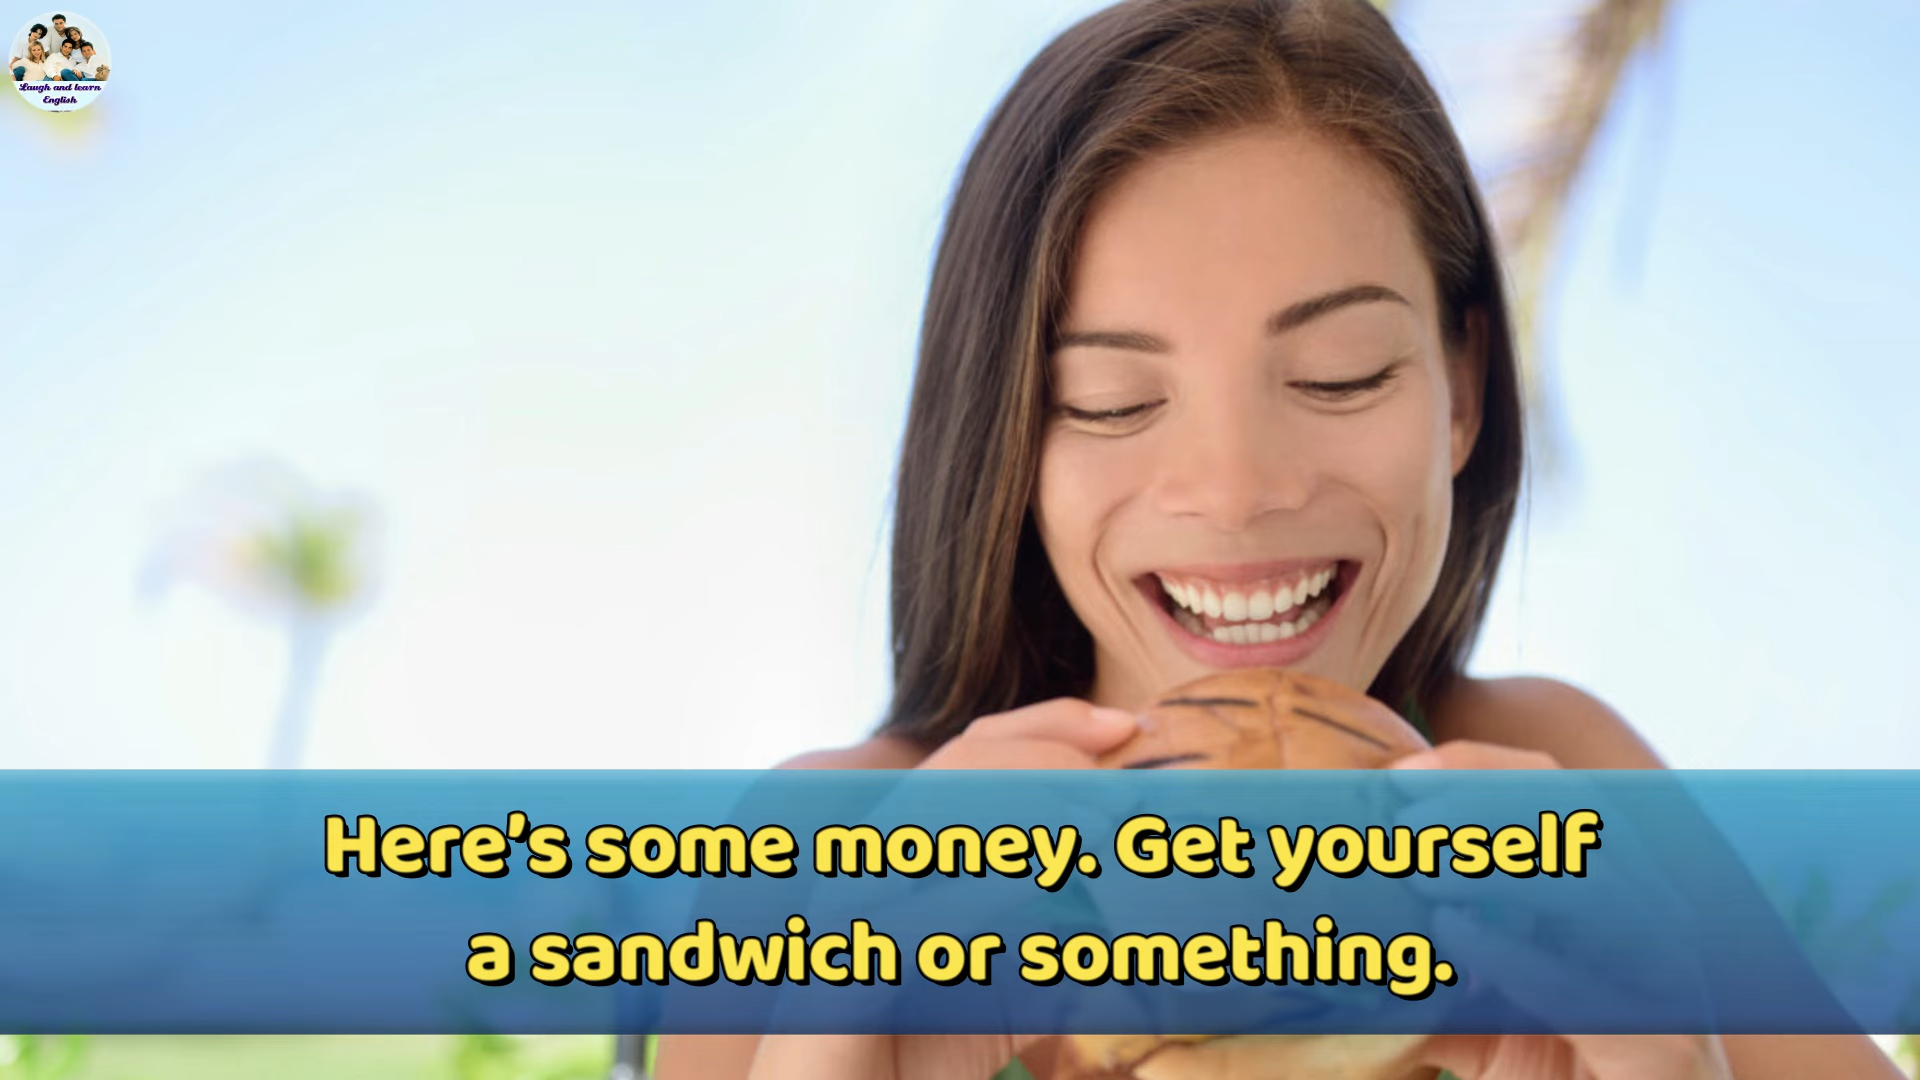 Laugh and learn
English
Here's some money. Get yourself
a sandwich or something.